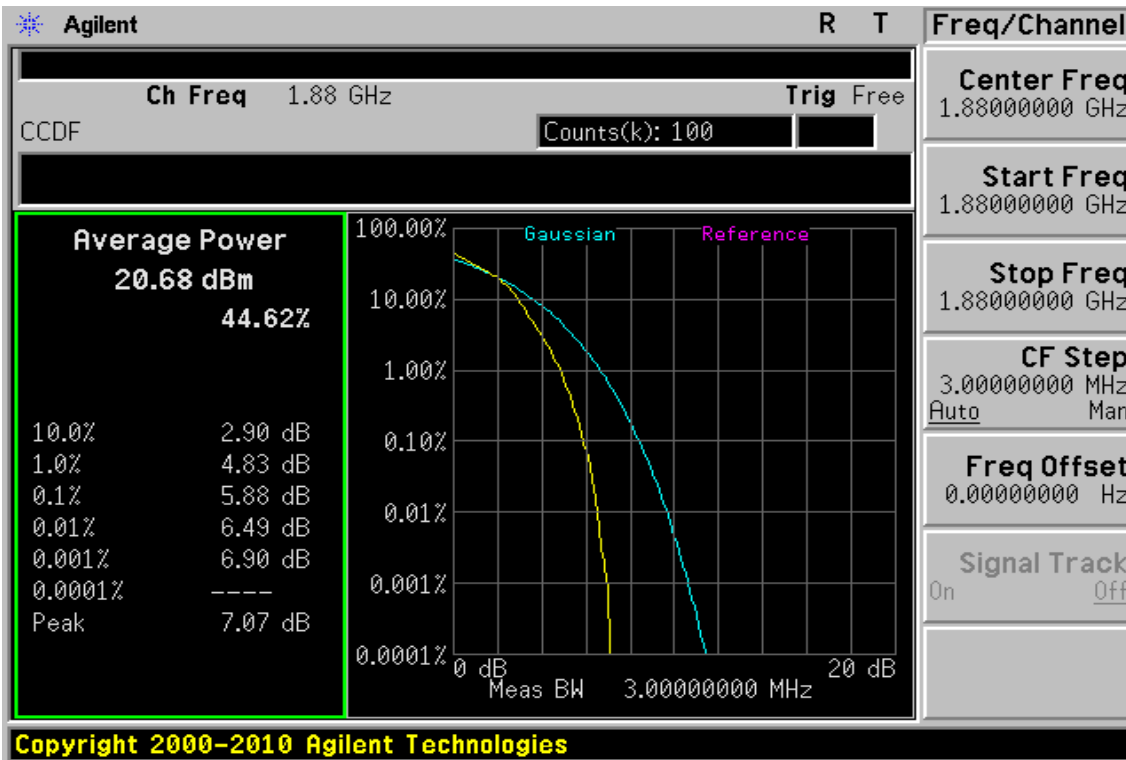 Agilent R T
Ch Freq 1.88 GHz Trig Free
CCDF Counts(k): 100
Average Power
20.68 dBm
44.62%
10.0% 2.90 dB
1.0% 4.83 dB
0.1% 5.88 dB
0.01% 6.49 dB
0.001% 6.90 dB
0.0001% ----
Peak 7.07 dB
Gaussian Reference
100.00%
10.00%
1.00%
0.10%
0.01%
0.001%
0.0001%
0 dB 20 dB
Meas BW 3.00000000 MHz
Freq/Channel
Center Freq
1.88000000 GHz
Start Freq
1.88000000 GHz
Stop Freq
1.88000000 GHz
CF Step
3.00000000 MHz
Auto Man
Freq Offset
0.00000000 Hz
Signal Track
On Off
Copyright 2000-2010 Agilent Technologies